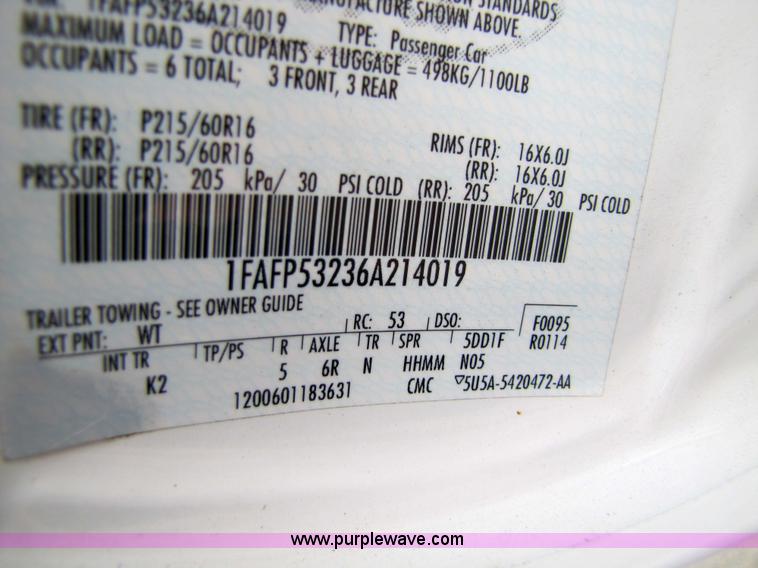 1FAFP53236A214019
STANDARDS
SHOWN ABOVE.
TYPE: Passenger Car
MAXIMUM LOAD = OCCUPANTS + LUGGAGE = 498KG/1100LB
OCCUPANTS = 6 TOTAL; 3 FRONT, 3 REAR
TIRE (FR): P215/60R16 RIMS (FR): 16X6.0J
(RR): P215/60R16 (RR): 16X6.0J
PRESSURE (FR): 205 kPa/ 30 PSI COLD (RR): 205 kPa/ 30 PSI COLD
1FAFP53236A214019
TRAILER TOWING - SEE OWNER GUIDE
EXT PNT: WT RC: 53 DSO: F0095
INT TR TP/PS R AXLE TR SPR 5DD1F R0114
K2 5 6R N HHMM N05
1200601183631 CMC ▽5U5A-5420472-AA
www.purplewave.com